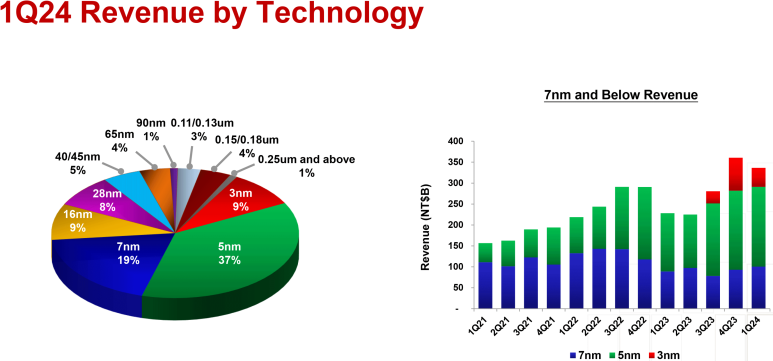 1Q24 Revenue by Technology
90nm
1%
0.11/0.13um
3%
65nm
4%
0.15/0.18um
4%
40/45nm
5%
0.25um and above
1%
28nm
8%
3nm
9%
16nm
9%
7nm
19%
5nm
37%
7nm and Below Revenue
Revenue (NT$B)
400
350
300
250
200
150
100
50
-
1Q21
2Q21
3Q21
4Q21
1Q22
2Q22
3Q22
4Q22
1Q23
2Q23
3Q23
4Q23
1Q24
7nm
5nm
3nm